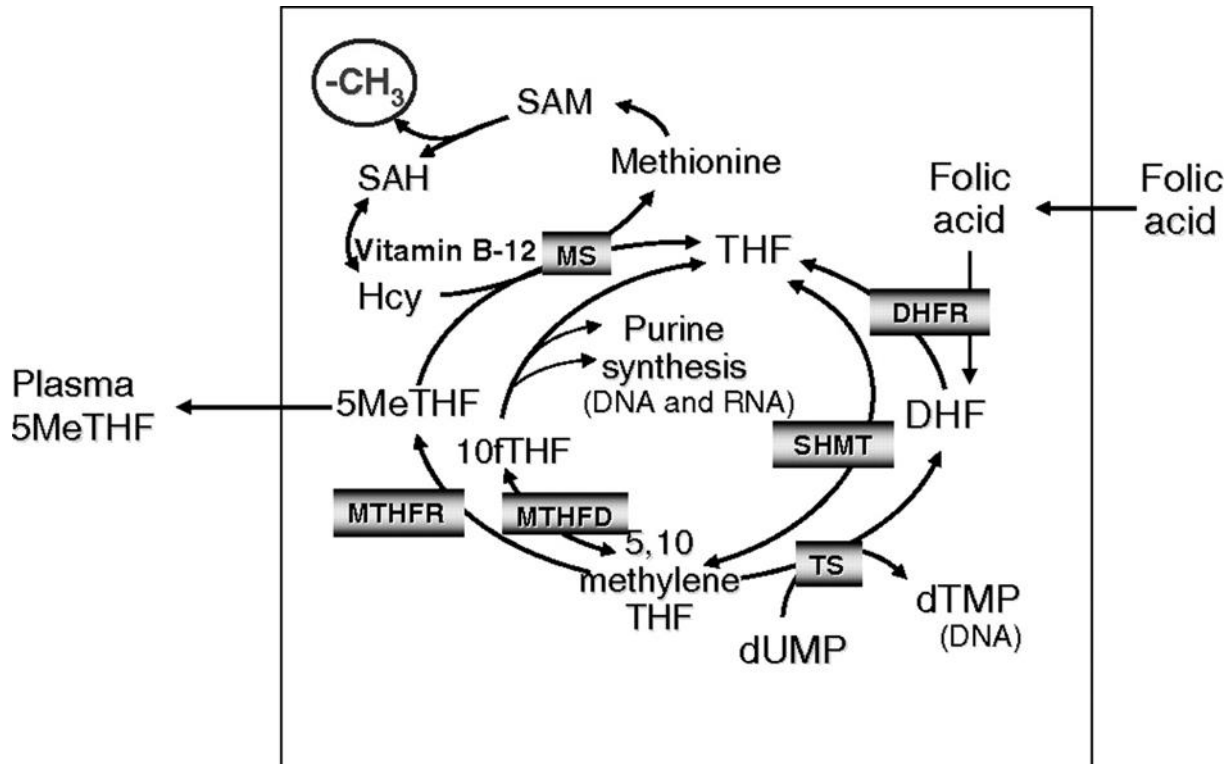 -CH3
SAM
Methionine
SAH
Folic
acid
Folic
acid
Vitamin B-12
MS
THF
Hcy
DHFR
Purine
synthesis
(DNA and RNA)
Plasma
5MeTHF
5MeTHF
DHF
10fTHF
SHMT
MTHFR
MTHFD
5,10
methylene
THF
TS
dTMP
(DNA)
dUMP